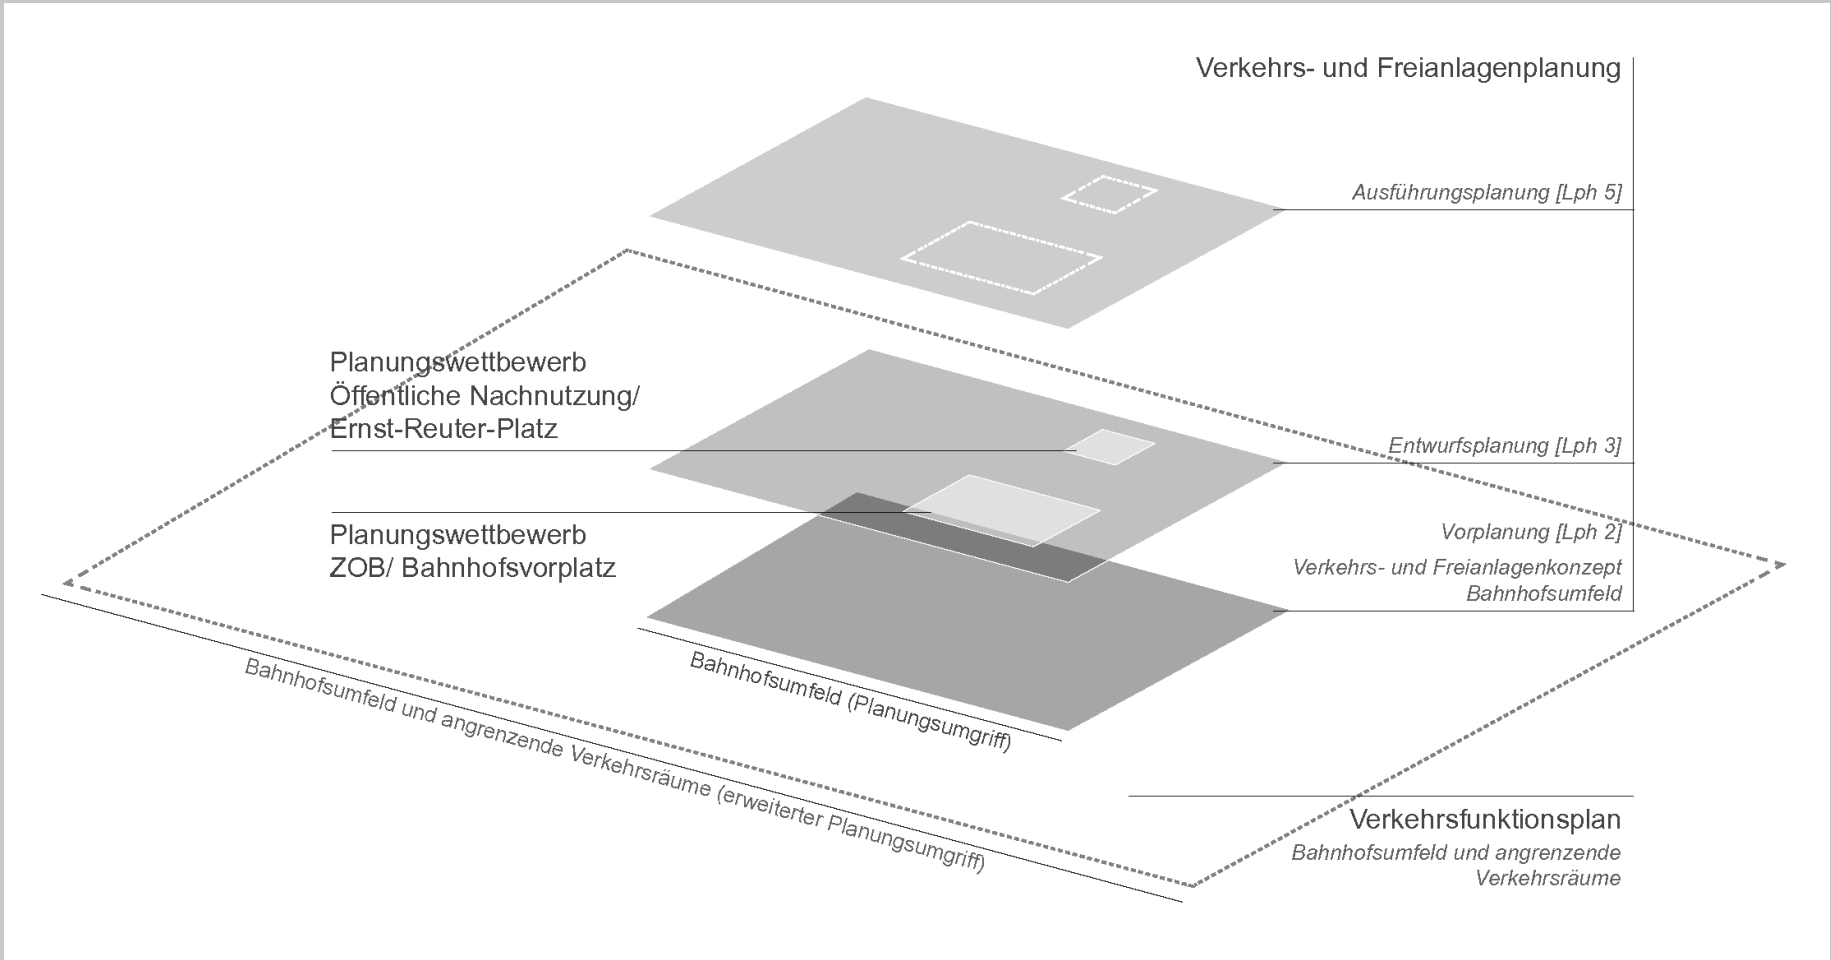 Verkehrs- und Freianlagenplanung
Ausführungsplanung [Lph 5]
Planungswettbewerb
Öffentliche Nachnutzung/
Ernst-Reuter-Platz
Entwurfsplanung [Lph 3]
Planungswettbewerb
ZOB/ Bahnhofsvorplatz
Vorplanung [Lph 2]
Verkehrs- und Freianlagenkonzept
Bahnhofsumfeld
Bahnhofsumfeld (Planungsumgriff)
Bahnhofsumfeld und angrenzende Verkehrsräume (erweiterter Planungsumgriff)
Verkehrsfunktionsplan
Bahnhofsumfeld und angrenzende
Verkehrsräume